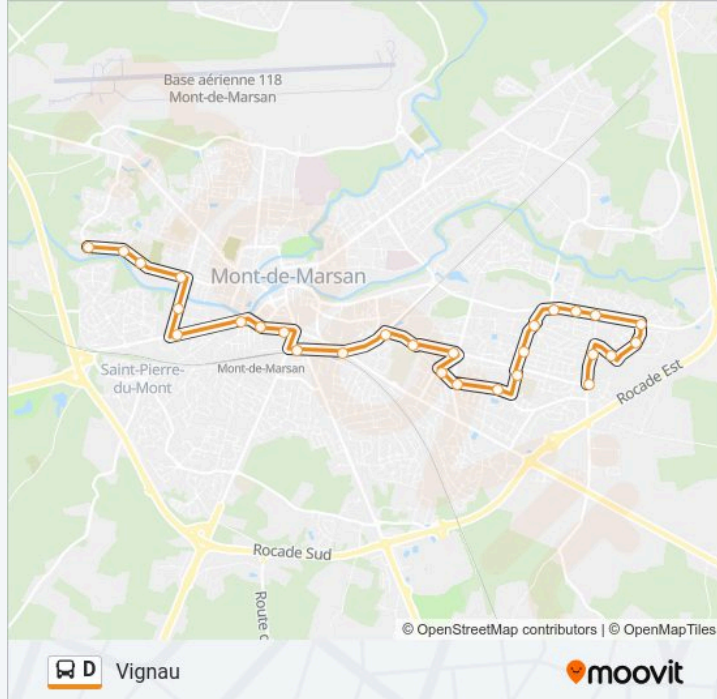 Base aérienne 118
Mont-de-Marsan
Mont-de-Marsan
Saint-Pierre-
du-Mont
Mont-de-Marsan
Rocade Est
Rocade Sud
Route
© OpenStreetMap contributors | © OpenMapTiles
D Vignau
moovit